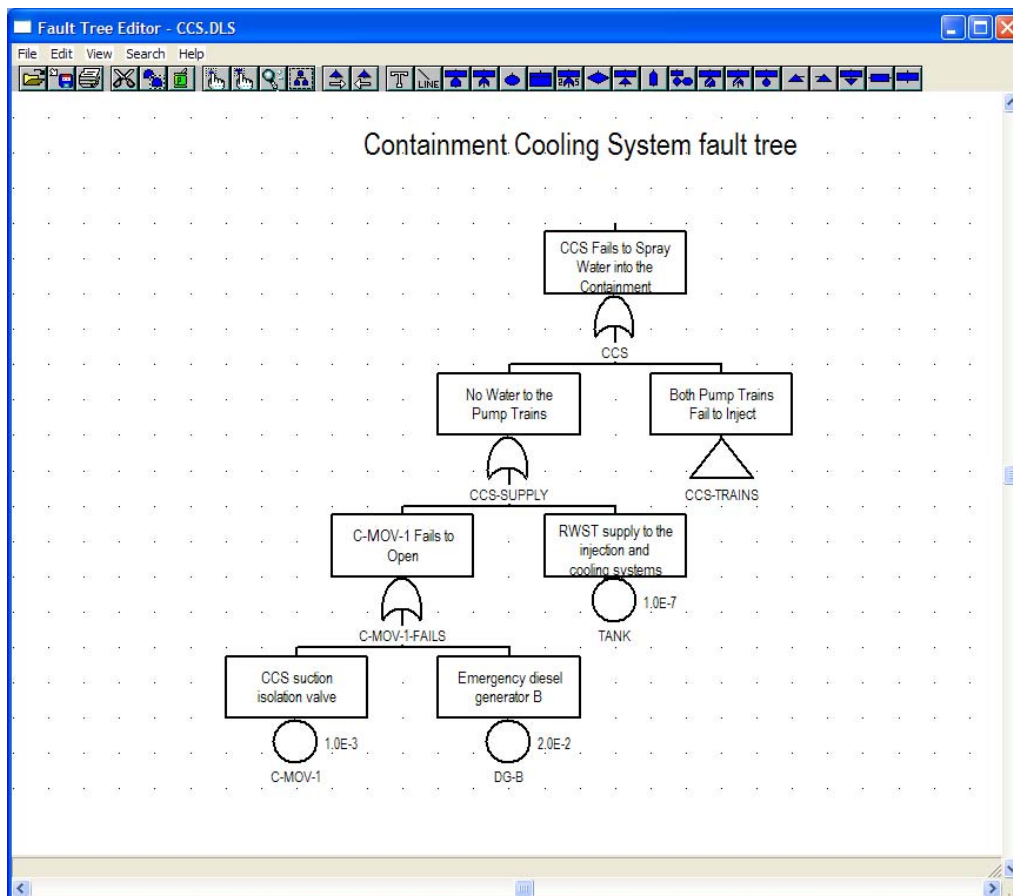 Fault Tree Editor - CCS.DLS
File Edit View Search Help
T LINE
Containment Cooling System fault tree
CCS Fails to Spray
Water into the
Containment
CCS
No Water to the
Pump Trains
Both Pump Trains
Fail to Inject
CCS-SUPPLY
CCS-TRAINS
C-MOV-1 Fails to
Open
RWST supply to the
injection and
cooling systems
1.0E-7
C-MOV-1-FAILS
TANK
CCS suction
isolation valve
Emergency diesel
generator B
1.0E-3
2.0E-2
C-MOV-1
DG-B